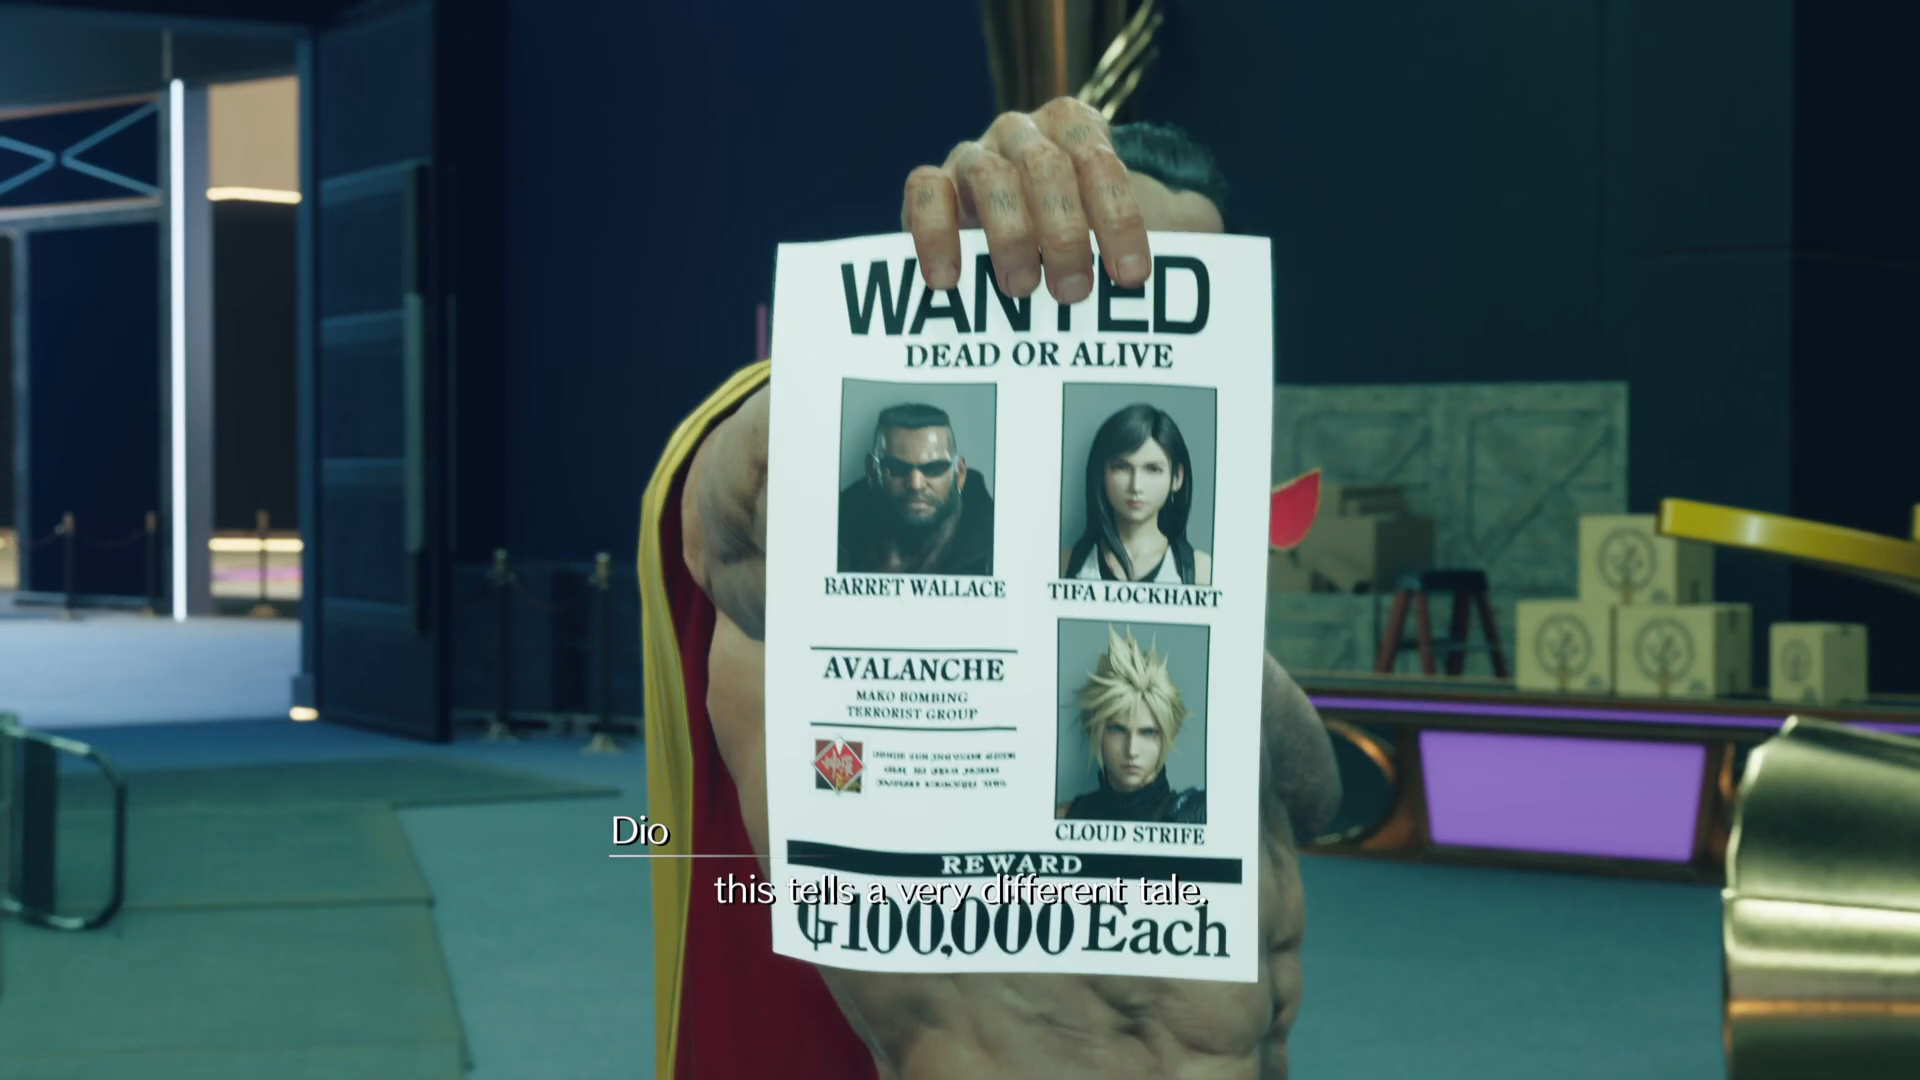 WANTED
DEAD OR ALIVE
BARRET WALLACE
TIFA LOCKHART
AVALANCHE
MAKO BOMBING
TERRORIST GROUP
CLOUD STRIFE
Dio
REWARD
this tells a very different tale.
₲100,000 Each